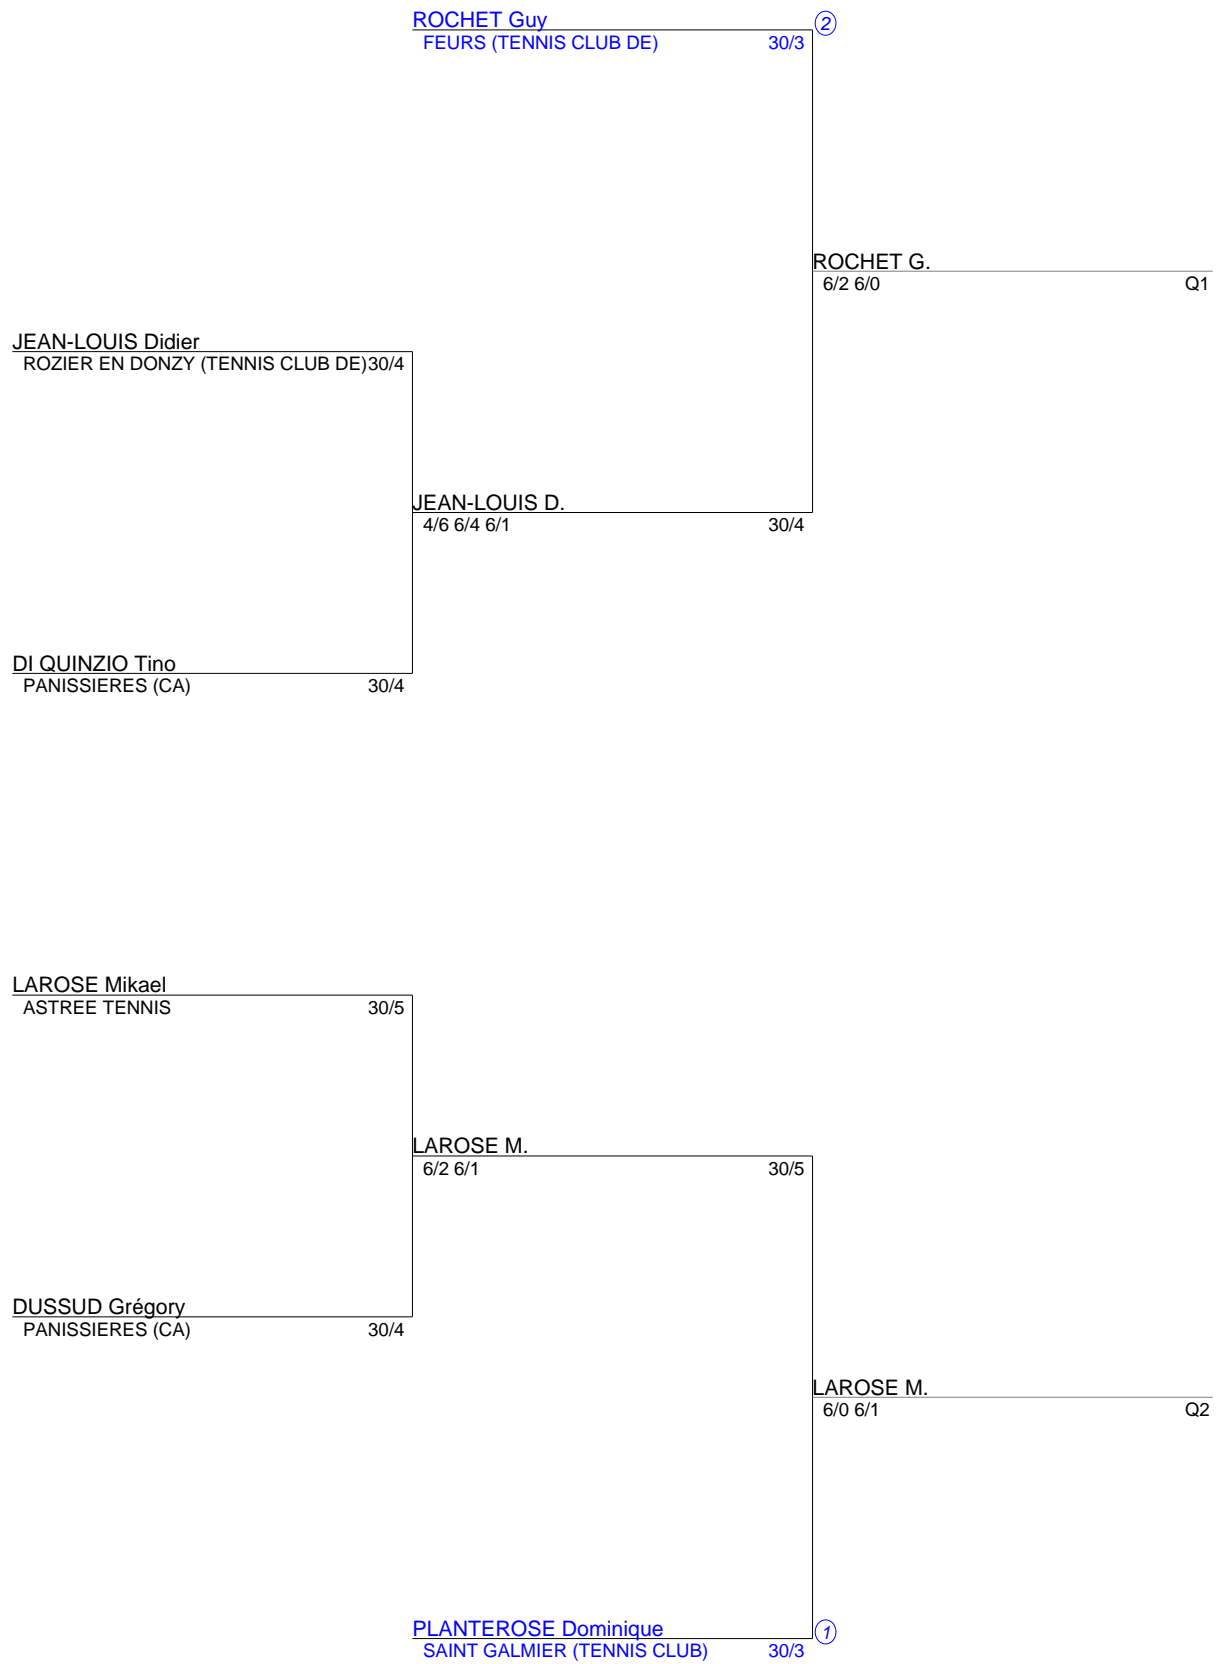 ROCHET Guy 2
FEURS (TENNIS CLUB DE) 30/3
ROCHET G.
6/2 6/0 Q1
JEAN-LOUIS Didier
ROZIER EN DONZY (TENNIS CLUB DE) 30/4
JEAN-LOUIS D.
4/6 6/4 6/1 30/4
DI QUINZIO Tino
PANISSIERES (CA) 30/4
LAROSE Mikael
ASTREE TENNIS 30/5
LAROSE M.
6/2 6/1 30/5
DUSSUD Grégory
PANISSIERES (CA) 30/4
LAROSE M.
6/0 6/1 Q2
PLANTEROSE Dominique 1
SAINT GALMIER (TENNIS CLUB) 30/3